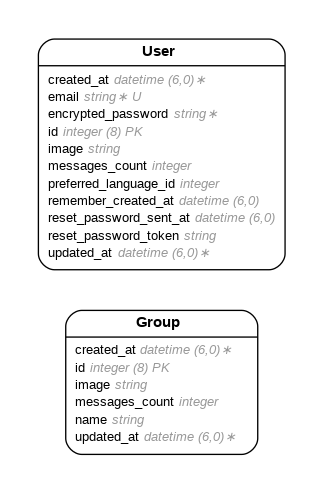 User
created_at datetime (6,0)∗
email string∗ U
encrypted_password string∗
id integer (8) PK
image string
messages_count integer
preferred_language_id integer
remember_created_at datetime (6,0)
reset_password_sent_at datetime (6,0)
reset_password_token string
updated_at datetime (6,0)∗
Group
created_at datetime (6,0)∗
id integer (8) PK
image string
messages_count integer
name string
updated_at datetime (6,0)∗